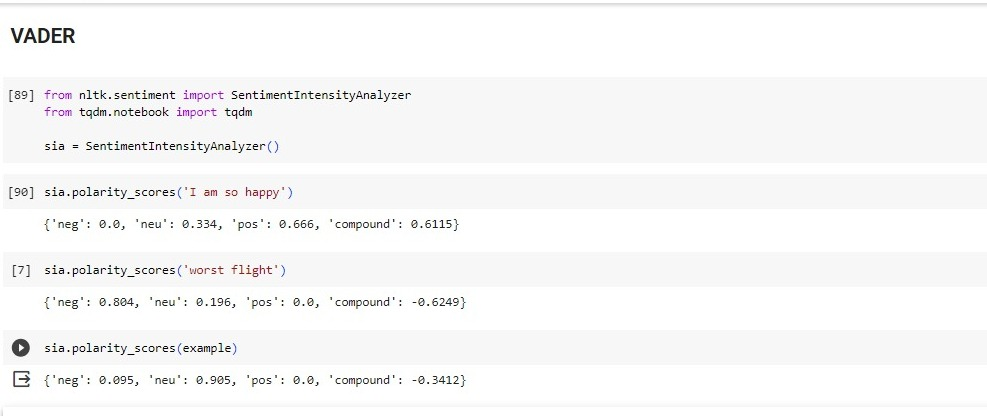 VADER
[89] from nltk.sentiment import SentimentIntensityAnalyzer
from tqdm.notebook import tqdm
sia = SentimentIntensityAnalyzer()
[90] sia.polarity_scores('I am so happy')
{'neg': 0.0, 'neu': 0.334, 'pos': 0.666, 'compound': 0.6115}
[7] sia.polarity_scores('worst flight')
{'neg': 0.804, 'neu': 0.196, 'pos': 0.0, 'compound': -0.6249}
sia.polarity_scores(example)
{'neg': 0.095, 'neu': 0.905, 'pos': 0.0, 'compound': -0.3412}